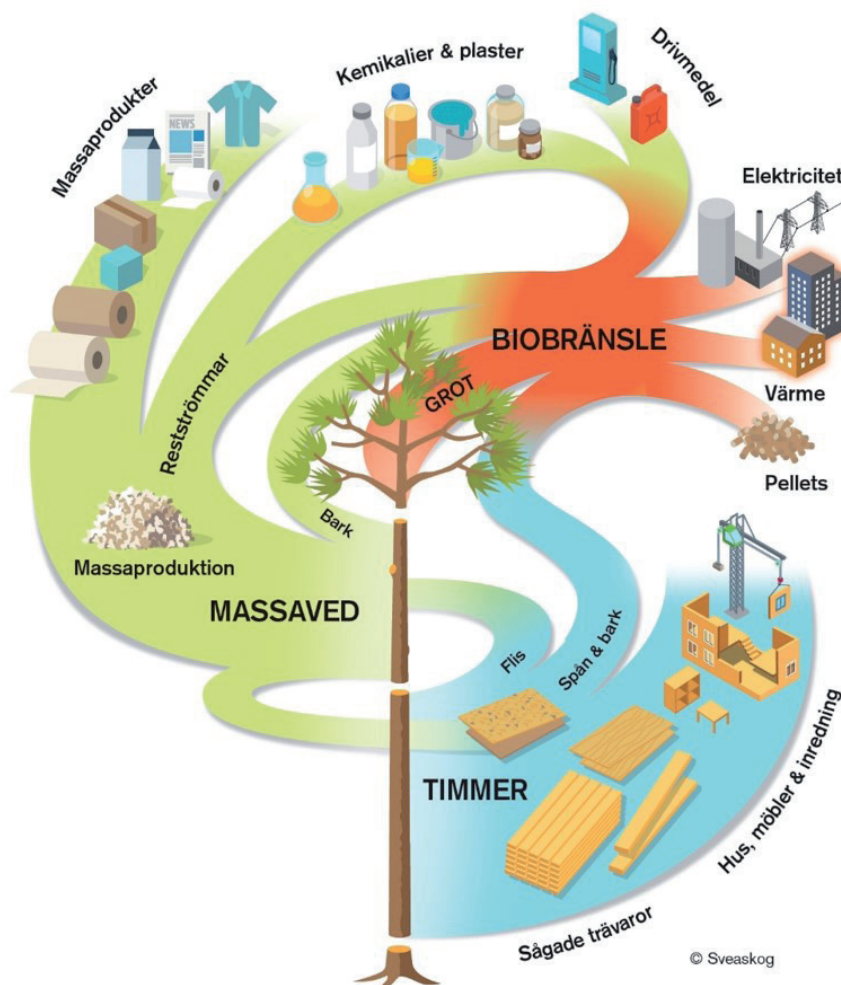 Massaprodukter
Kemikalier & plaster
Drivmedel
NEWS
Elektricitet
Värme
Pellets
BIOBRÄNSLE
GROT
Restströmmar
Bark
Massaproduktion
MASSAVED
Flis
Spån & bark
TIMMER
Hus, möbler & inredning
Sågade trävaror
© Sveaskog